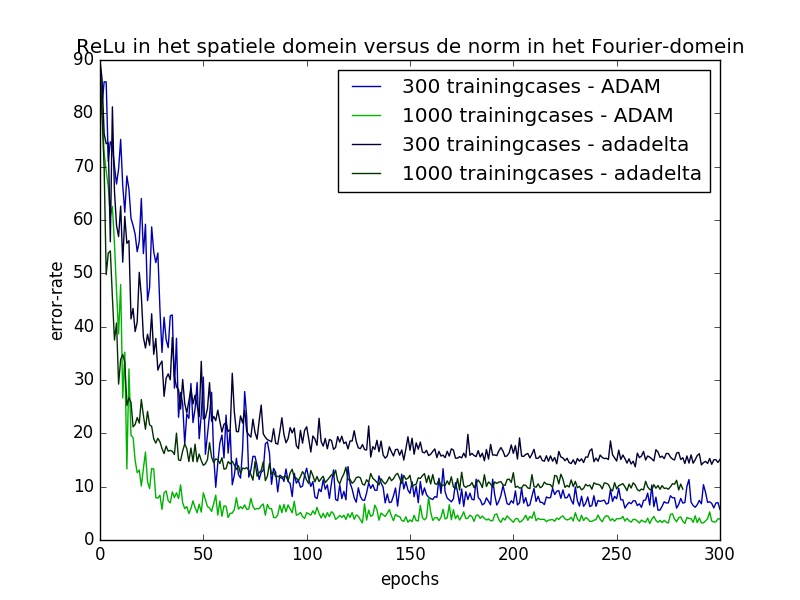 ReLu in het spatiele domein versus de norm in het Fourier-domein
300 trainingcases - ADAM
1000 trainingcases - ADAM
300 trainingcases - adadelta
1000 trainingcases - adadelta
error-rate
90
80
70
60
50
40
30
20
10
0
0 50 100 150 200 250 300
epochs